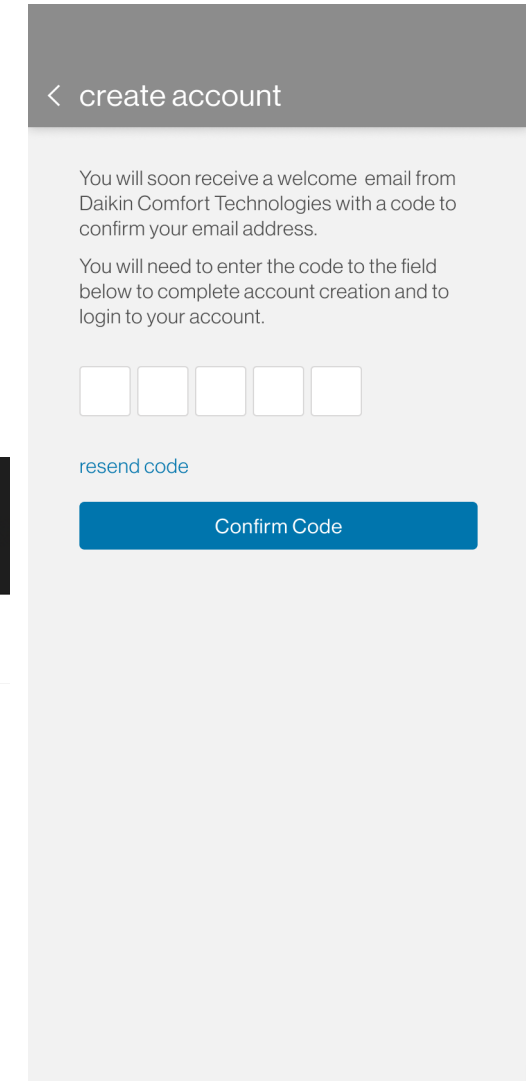 create account
You will soon receive a welcome  email from
Daikin Comfort Technologies with a code to
confirm your email address.
You will need to enter the code to the field
below to complete account creation and to
login to your account.
resend code
Confirm Code